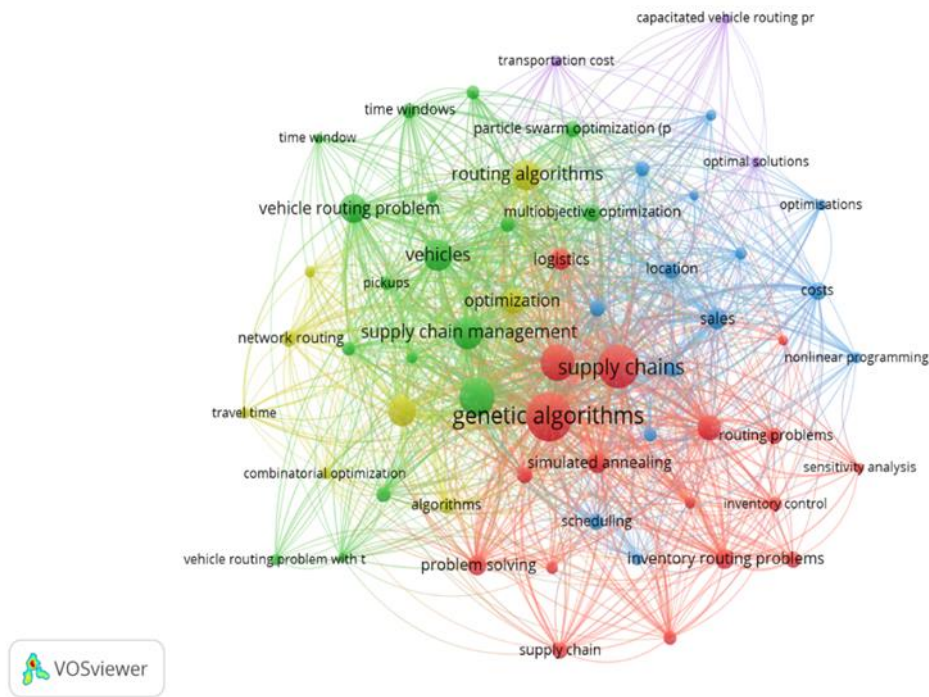 capacitated vehicle routing pr
transportation cost
time windows
particle swarm optimization (p
time window
routing algorithms
optimal solutions
vehicle routing problem
multiobjective optimization
optimisations
vehicles
logistics
location
pickups
optimization
costs
supply chain management
sales
network routing
nonlinear programming
supply chains
travel time
genetic algorithms
routing problems
simulated annealing
sensitivity analysis
combinatorial optimization
algorithms
inventory control
scheduling
vehicle routing problem with t
problem solving
inventory routing problems
supply chain
VOSviewer